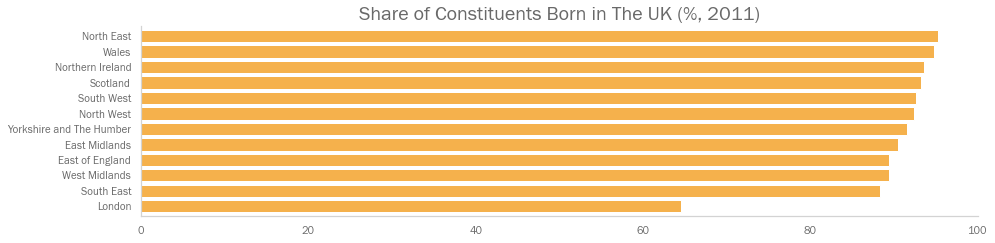 Share of Constituents Born in The UK (%, 2011)
North East
Wales
Northern Ireland
Scotland
South West
North West
Yorkshire and The Humber
East Midlands
East of England
West Midlands
South East
London
0 20 40 60 80 100